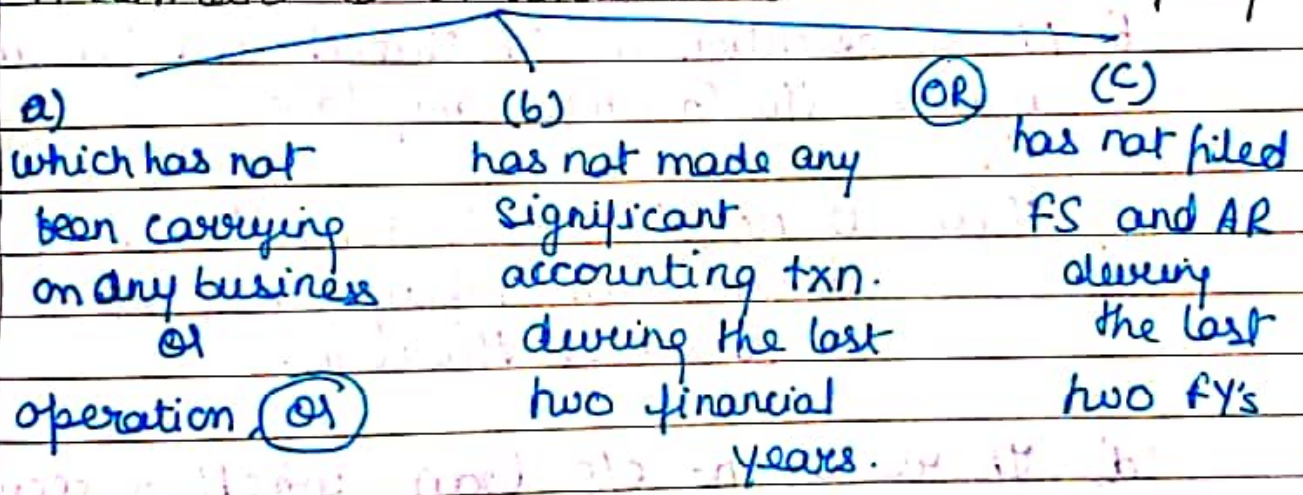 a)
which has not
been carrying
on any business
or
operation, or
(b)
has not made any
significant
accounting txn.
during the last
two financial
years.
OR
(C)
has not filed
FS and AR
during
the last
two FY's